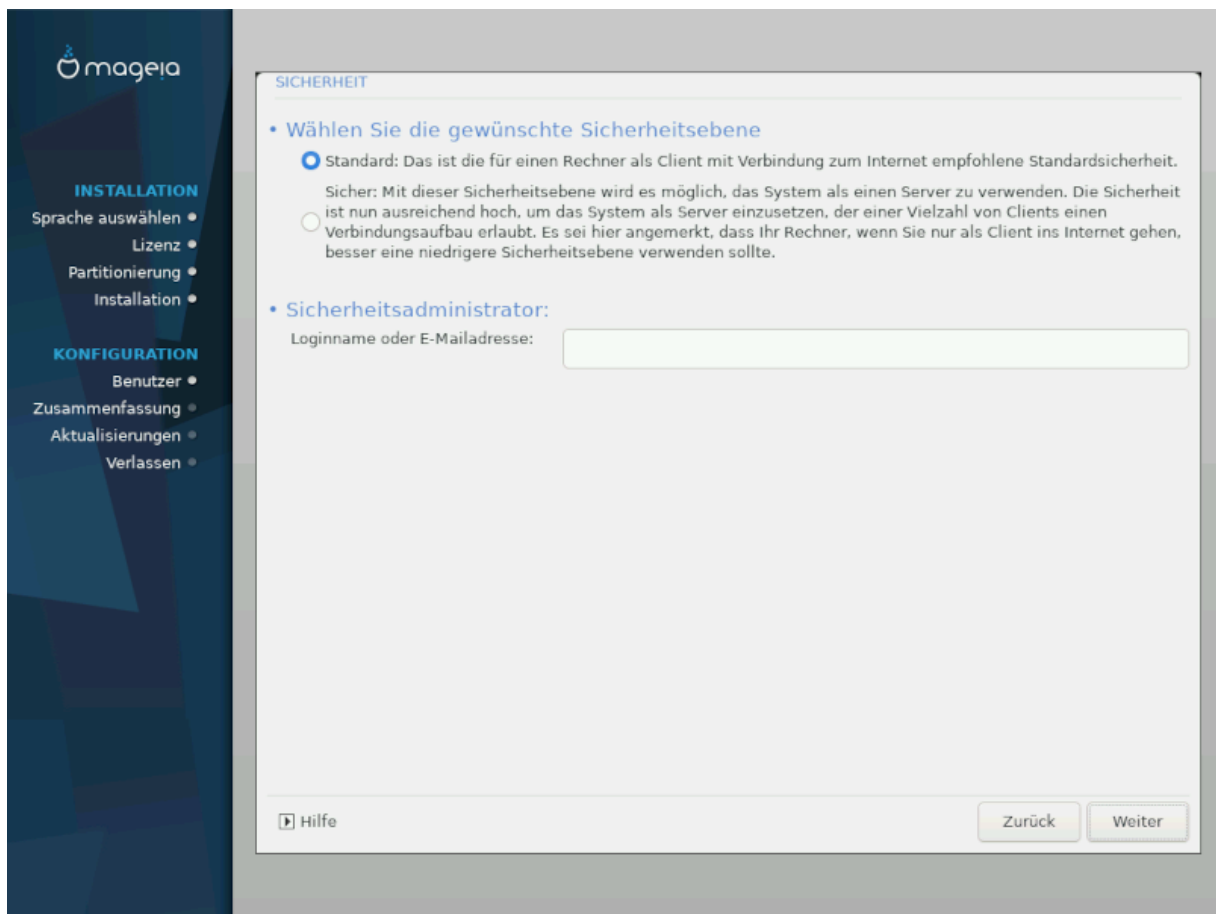 mageia
INSTALLATION
Sprache auswählen
Lizenz
Partitionierung
Installation
KONFIGURATION
Benutzer
Zusammenfassung
Aktualisierungen
Verlassen
SICHERHEIT
• Wählen Sie die gewünschte Sicherheitsebene
Standard: Das ist die für einen Rechner als Client mit Verbindung zum Internet empfohlene Standardsicherheit.
Sicher: Mit dieser Sicherheitsebene wird es möglich, das System als einen Server zu verwenden. Die Sicherheit
ist nun ausreichend hoch, um das System als Server einzusetzen, der einer Vielzahl von Clients einen
Verbindungsaufbau erlaubt. Es sei hier angemerkt, dass Ihr Rechner, wenn Sie nur als Client ins Internet gehen,
besser eine niedrigere Sicherheitsebene verwenden sollte.
• Sicherheitsadministrator:
Loginname oder E-Mailadresse:
Hilfe
Zurück
Weiter